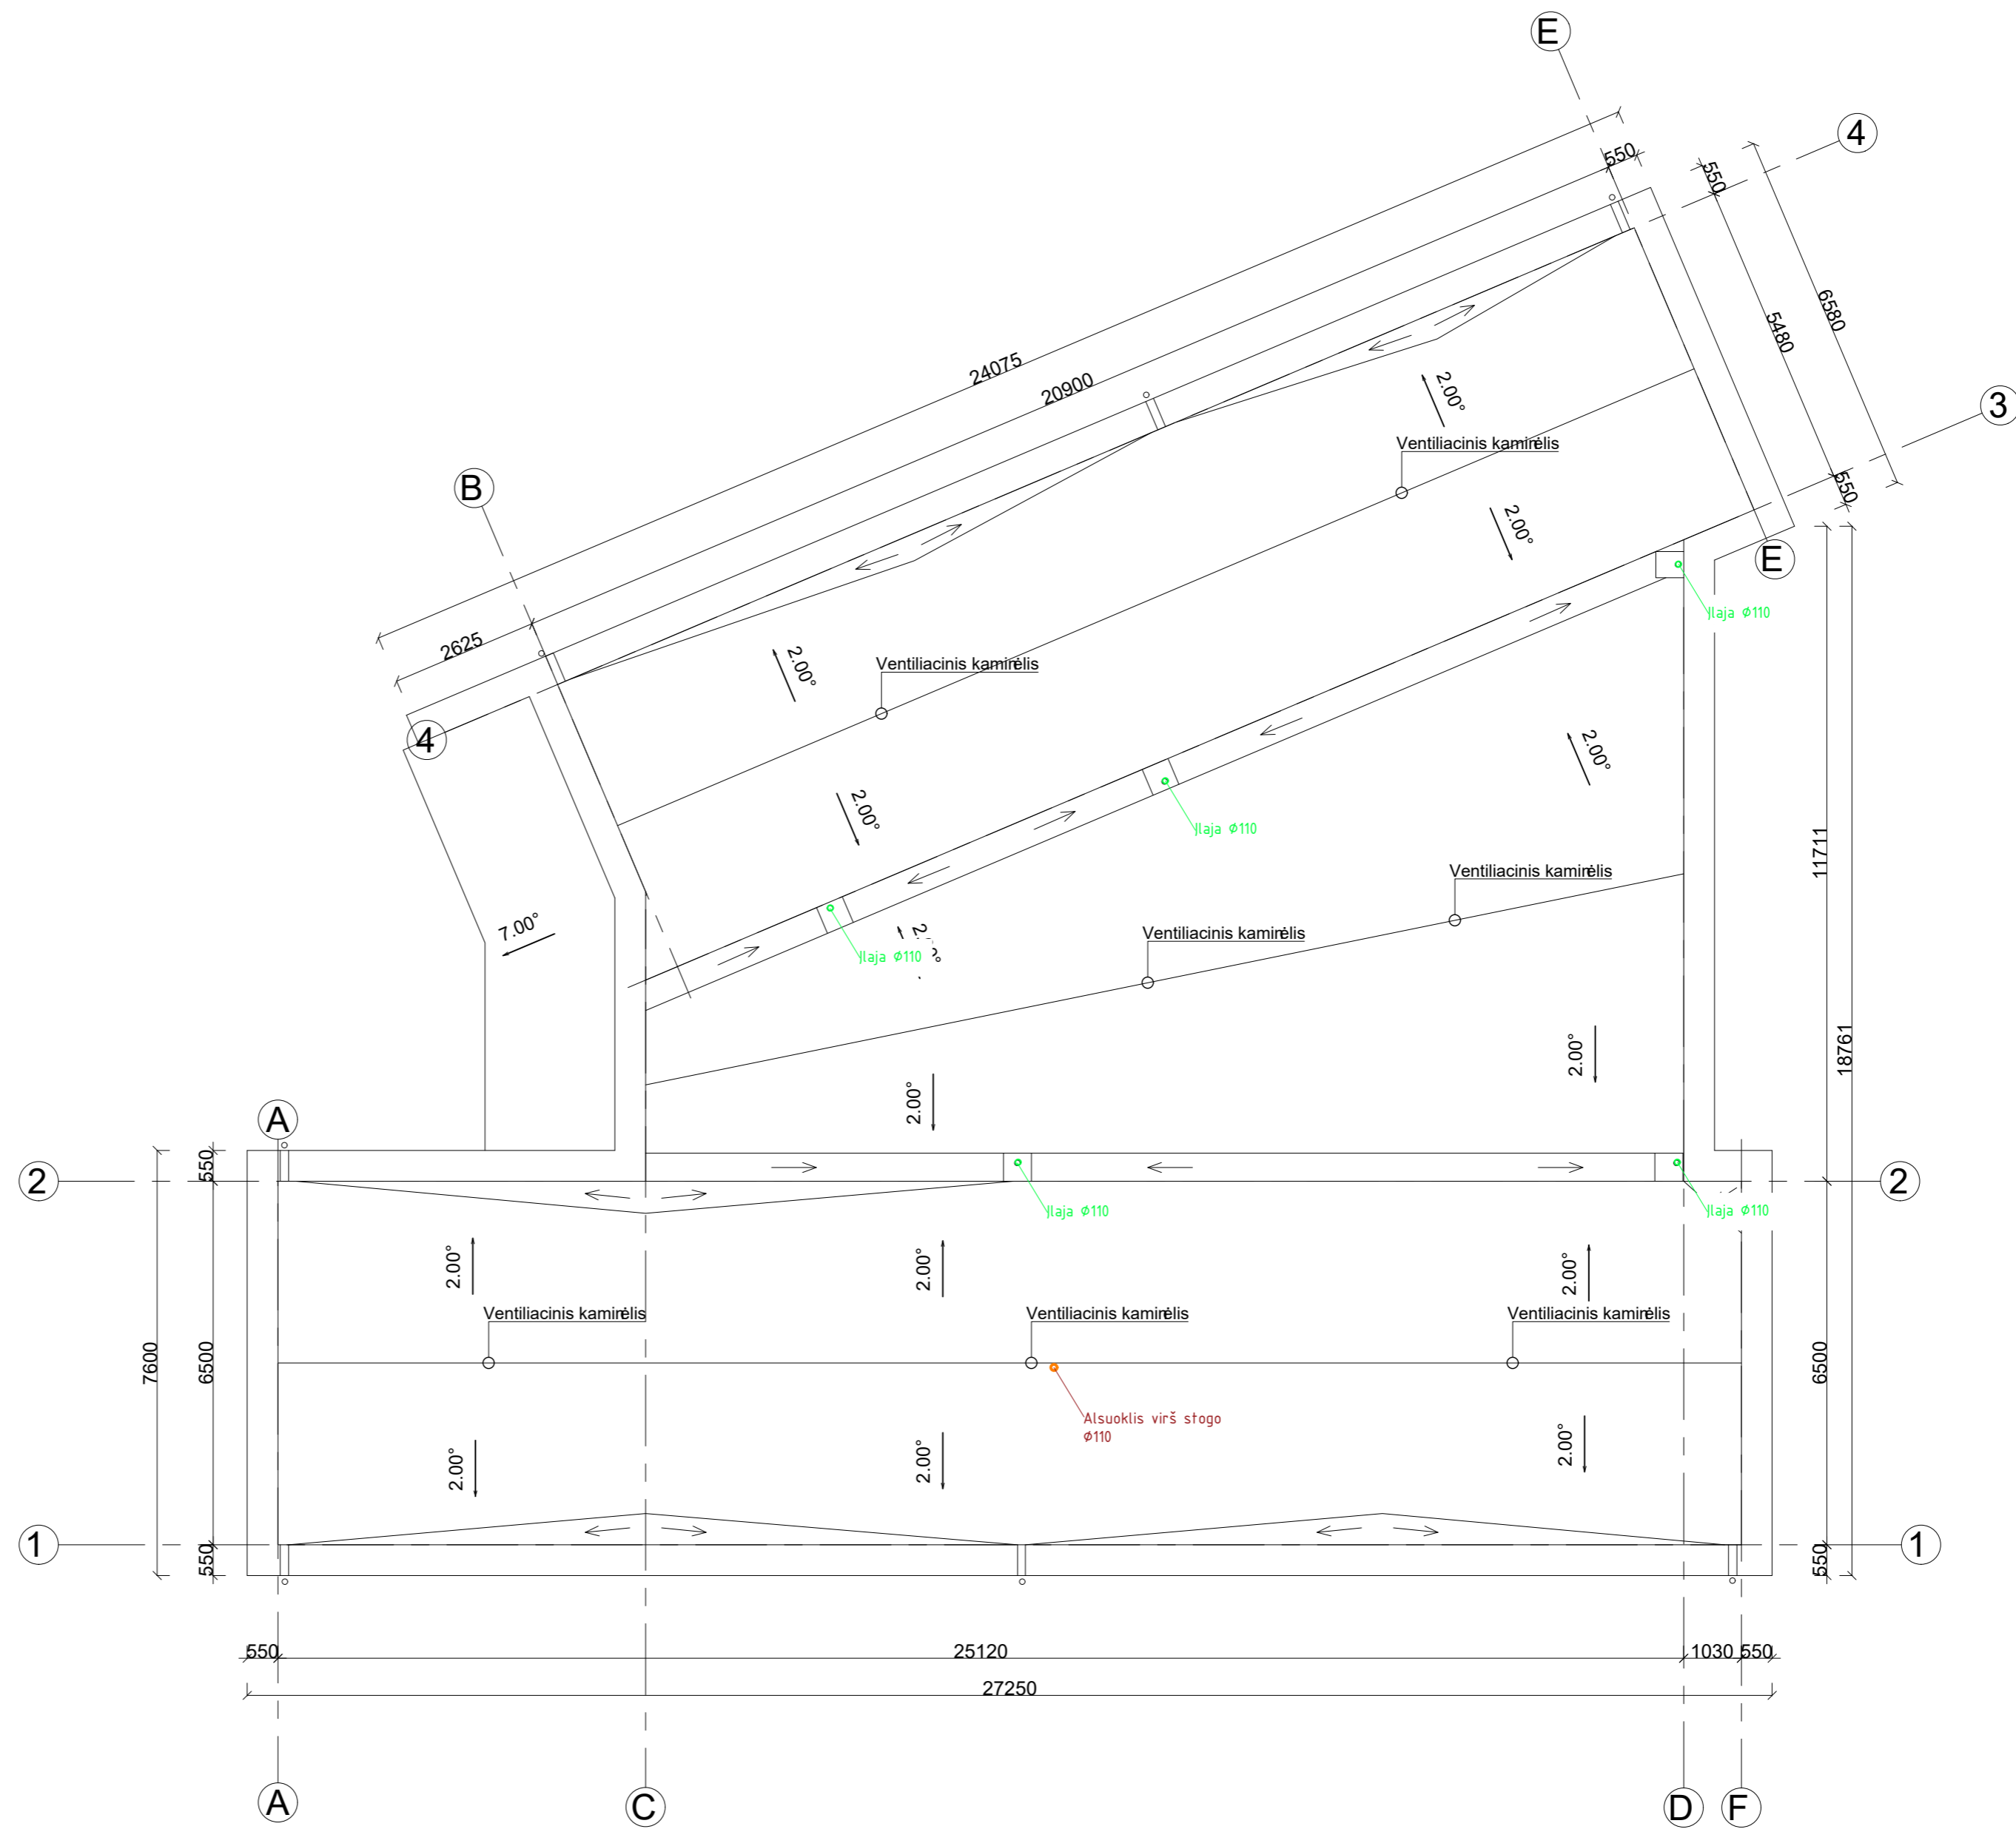 E
4
550
550
24075
20900
6580
5480
3
2.00°
B
Ventiliacinis kaminėlis
550
2.00°
E
Įlaja Ø110
2625
2.00°
Ventiliacinis kaminėlis
4
2.00°
2.00°
Įlaja Ø110
11711
Ventiliacinis kaminėlis
7.00°
Ventiliacinis kaminėlis
Įlaja Ø110
18761
2.00°
2.00°
A
550
2
2
Įlaja Ø110
Įlaja Ø110
2.00°
2.00°
2.00°
Ventiliacinis kaminėlis
Ventiliacinis kaminėlis
Ventiliacinis kaminėlis
7600
6500
6500
Alsuoklis virš stogo
Ø110
2.00°
2.00°
2.00°
1
1
550
550
550
25120
1030
550
27250
A
C
D
F